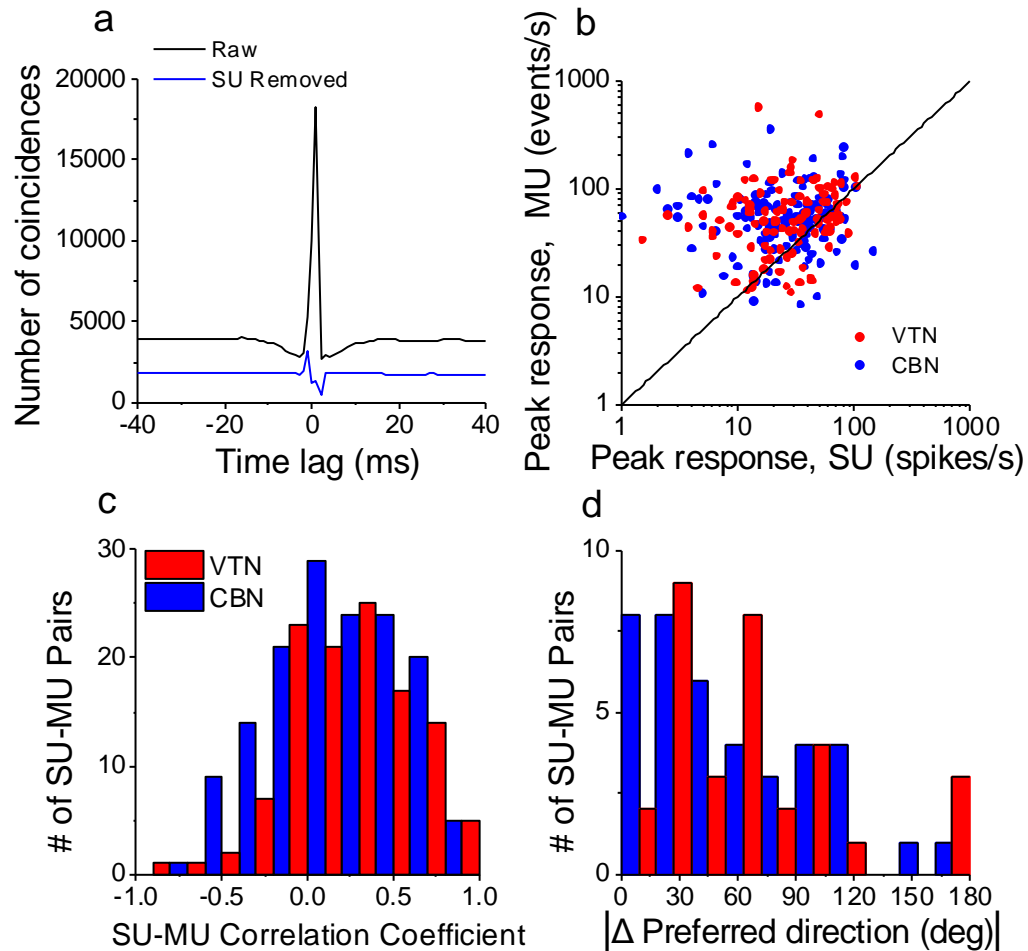 a
Raw
SU Removed
Number of coincidences
20000
15000
10000
5000
0
-40
-20
0
20
40
Time lag (ms)
b
Peak response, MU (events/s)
1000
100
10
1
VTN
CBN
1
10
100
1000
Peak response, SU (spikes/s)
c
VTN
CBN
# of SU-MU Pairs
30
20
10
0
-1.0
-0.5
0.0
0.5
1.0
SU-MU Correlation Coefficient
d
# of SU-MU Pairs
10
5
0
0
30
60
90
120
150
180
|Δ Preferred direction (deg)|